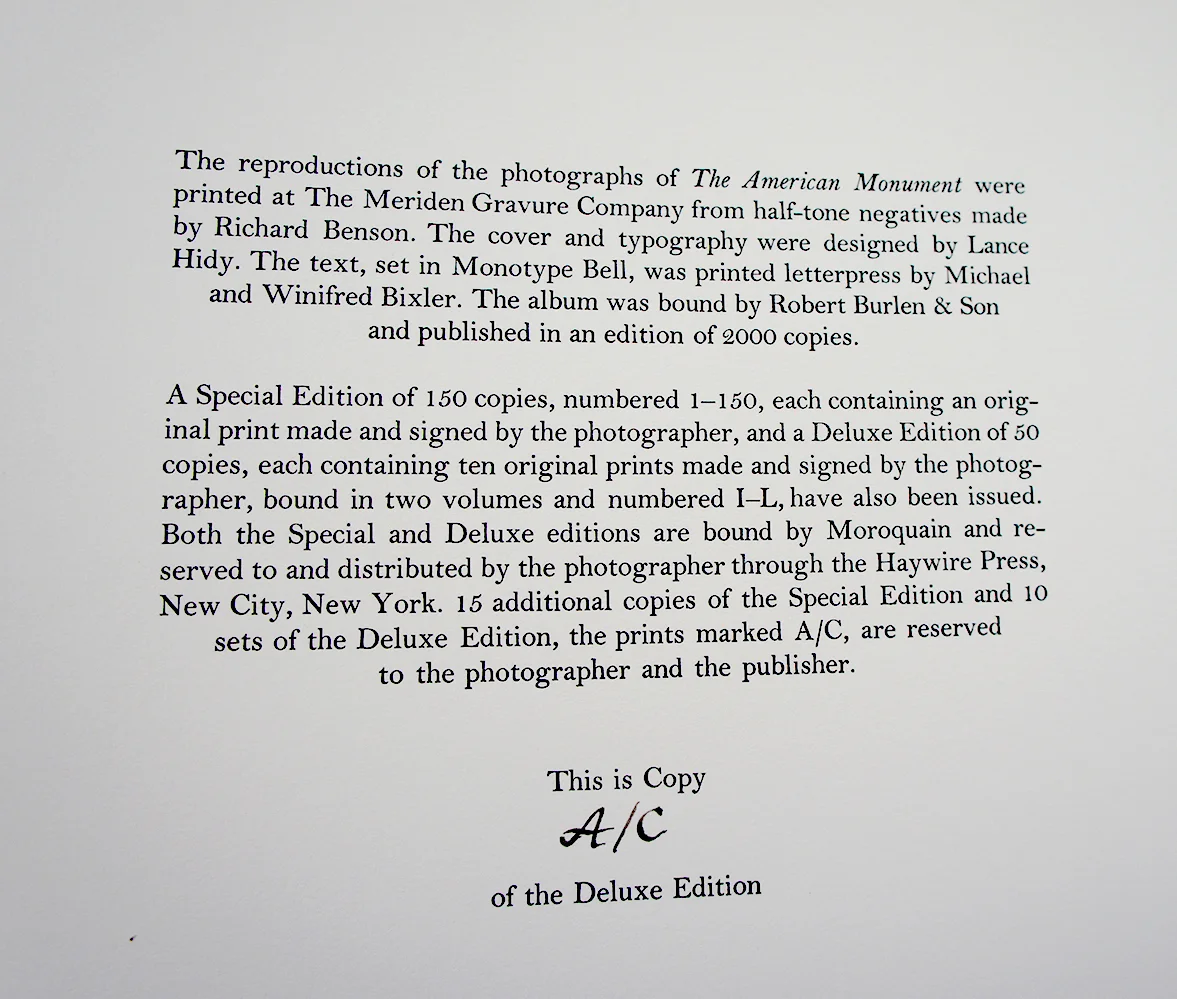 The reproductions of the photographs of The American Monument were
printed at The Meriden Gravure Company from half-tone negatives made
by Richard Benson. The cover and typography were designed by Lance
Hidy. The text, set in Monotype Bell, was printed letterpress by Michael
and Winifred Bixler. The album was bound by Robert Burlen & Son
and published in an edition of 2000 copies.
A Special Edition of 150 copies, numbered 1–150, each containing an orig-
inal print made and signed by the photographer, and a Deluxe Edition of 50
copies, each containing ten original prints made and signed by the photog-
rapher, bound in two volumes and numbered I–L, have also been issued.
Both the Special and Deluxe editions are bound by Moroquain and re-
served to and distributed by the photographer through the Haywire Press,
New City, New York. 15 additional copies of the Special Edition and 10
sets of the Deluxe Edition, the prints marked A/C, are reserved
to the photographer and the publisher.
This is Copy
A/C
of the Deluxe Edition